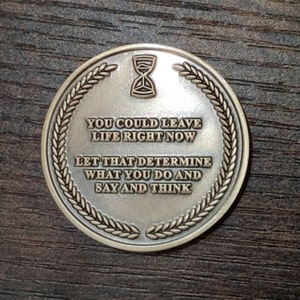 YOU COULD LEAVE
LIFE RIGHT NOW
LET THAT DETERMINE
WHAT YOU DO AND
SAY AND THINK